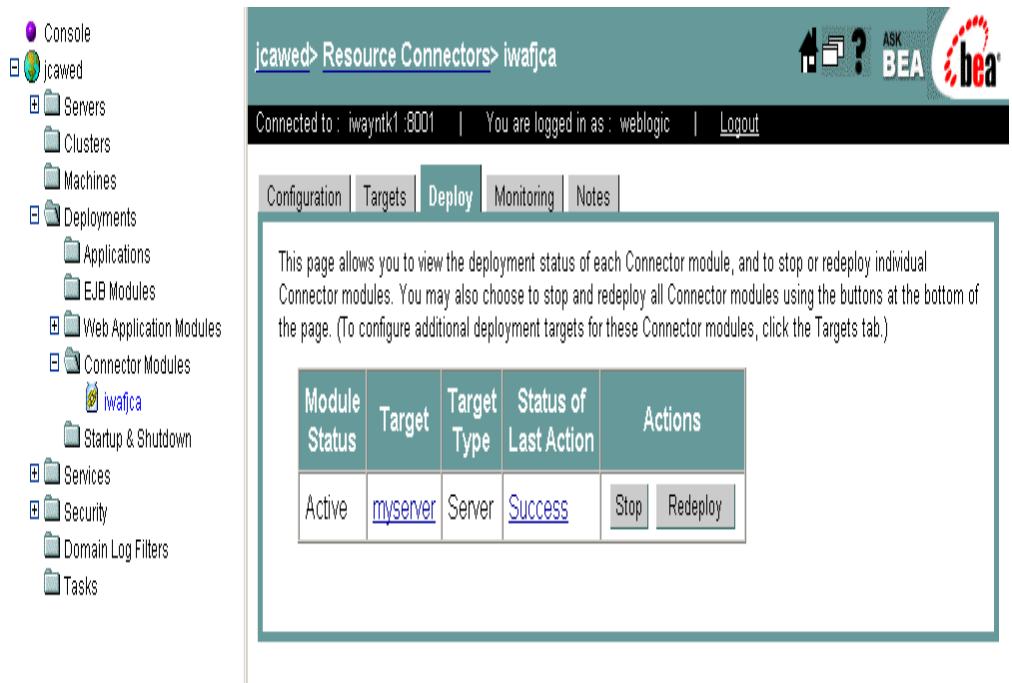 Console
jcawed
Servers
Clusters
Machines
Deployments
Applications
EJB Modules
Web Application Modules
Connector Modules
iwafjca
Startup & Shutdown
Services
Security
Domain Log Filters
Tasks
jcawed> Resource Connectors> iwafjca
?
ASK
BEA
bea
Connected to : iwayntk1 :8001 | You are logged in as : weblogic | Logout
Configuration Targets Deploy Monitoring Notes
This page allows you to view the deployment status of each Connector module, and to stop or redeploy individual
Connector modules. You may also choose to stop and redeploy all Connector modules using the buttons at the bottom of
the page. (To configure additional deployment targets for these Connector modules, click the Targets tab.)
Module Status Target Target Type Status of Last Action Actions
Active myserver Server Success Stop Redeploy